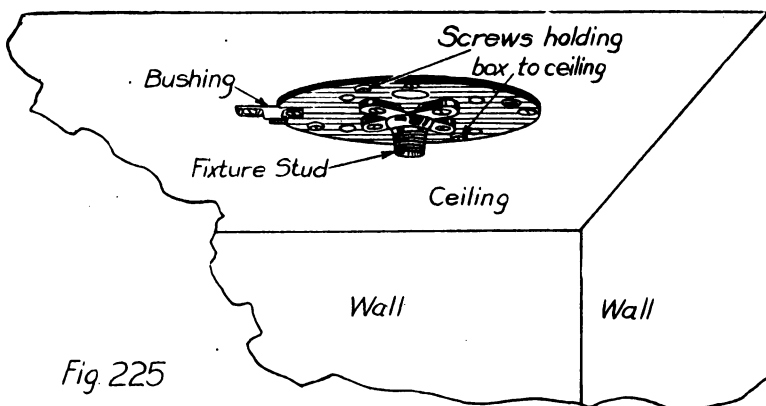 Screws holding
box to ceiling
Bushing
Fixture Stud
Ceiling
Wall
Wall
Fig. 225